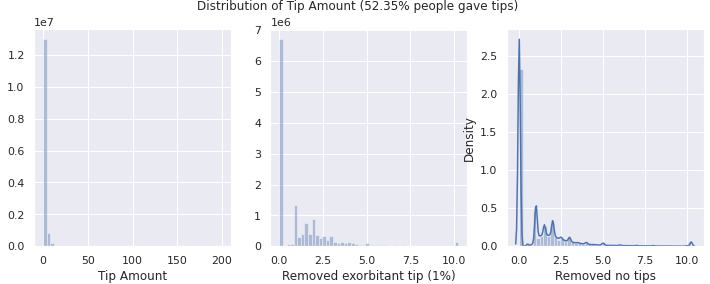 Distribution of Tip Amount (52.35% people gave tips)
1e7
1.2
1.0
0.8
0.6
0.4
0.2
0.0
0 50 100 150 200
Tip Amount
1e6
7
6
5
4
3
2
1
0
0.0 2.5 5.0 7.5 10.0
Removed exorbitant tip (1%)
Density
2.5
2.0
1.5
1.0
0.5
0.0
0.0 2.5 5.0 7.5 10.0
Removed no tips